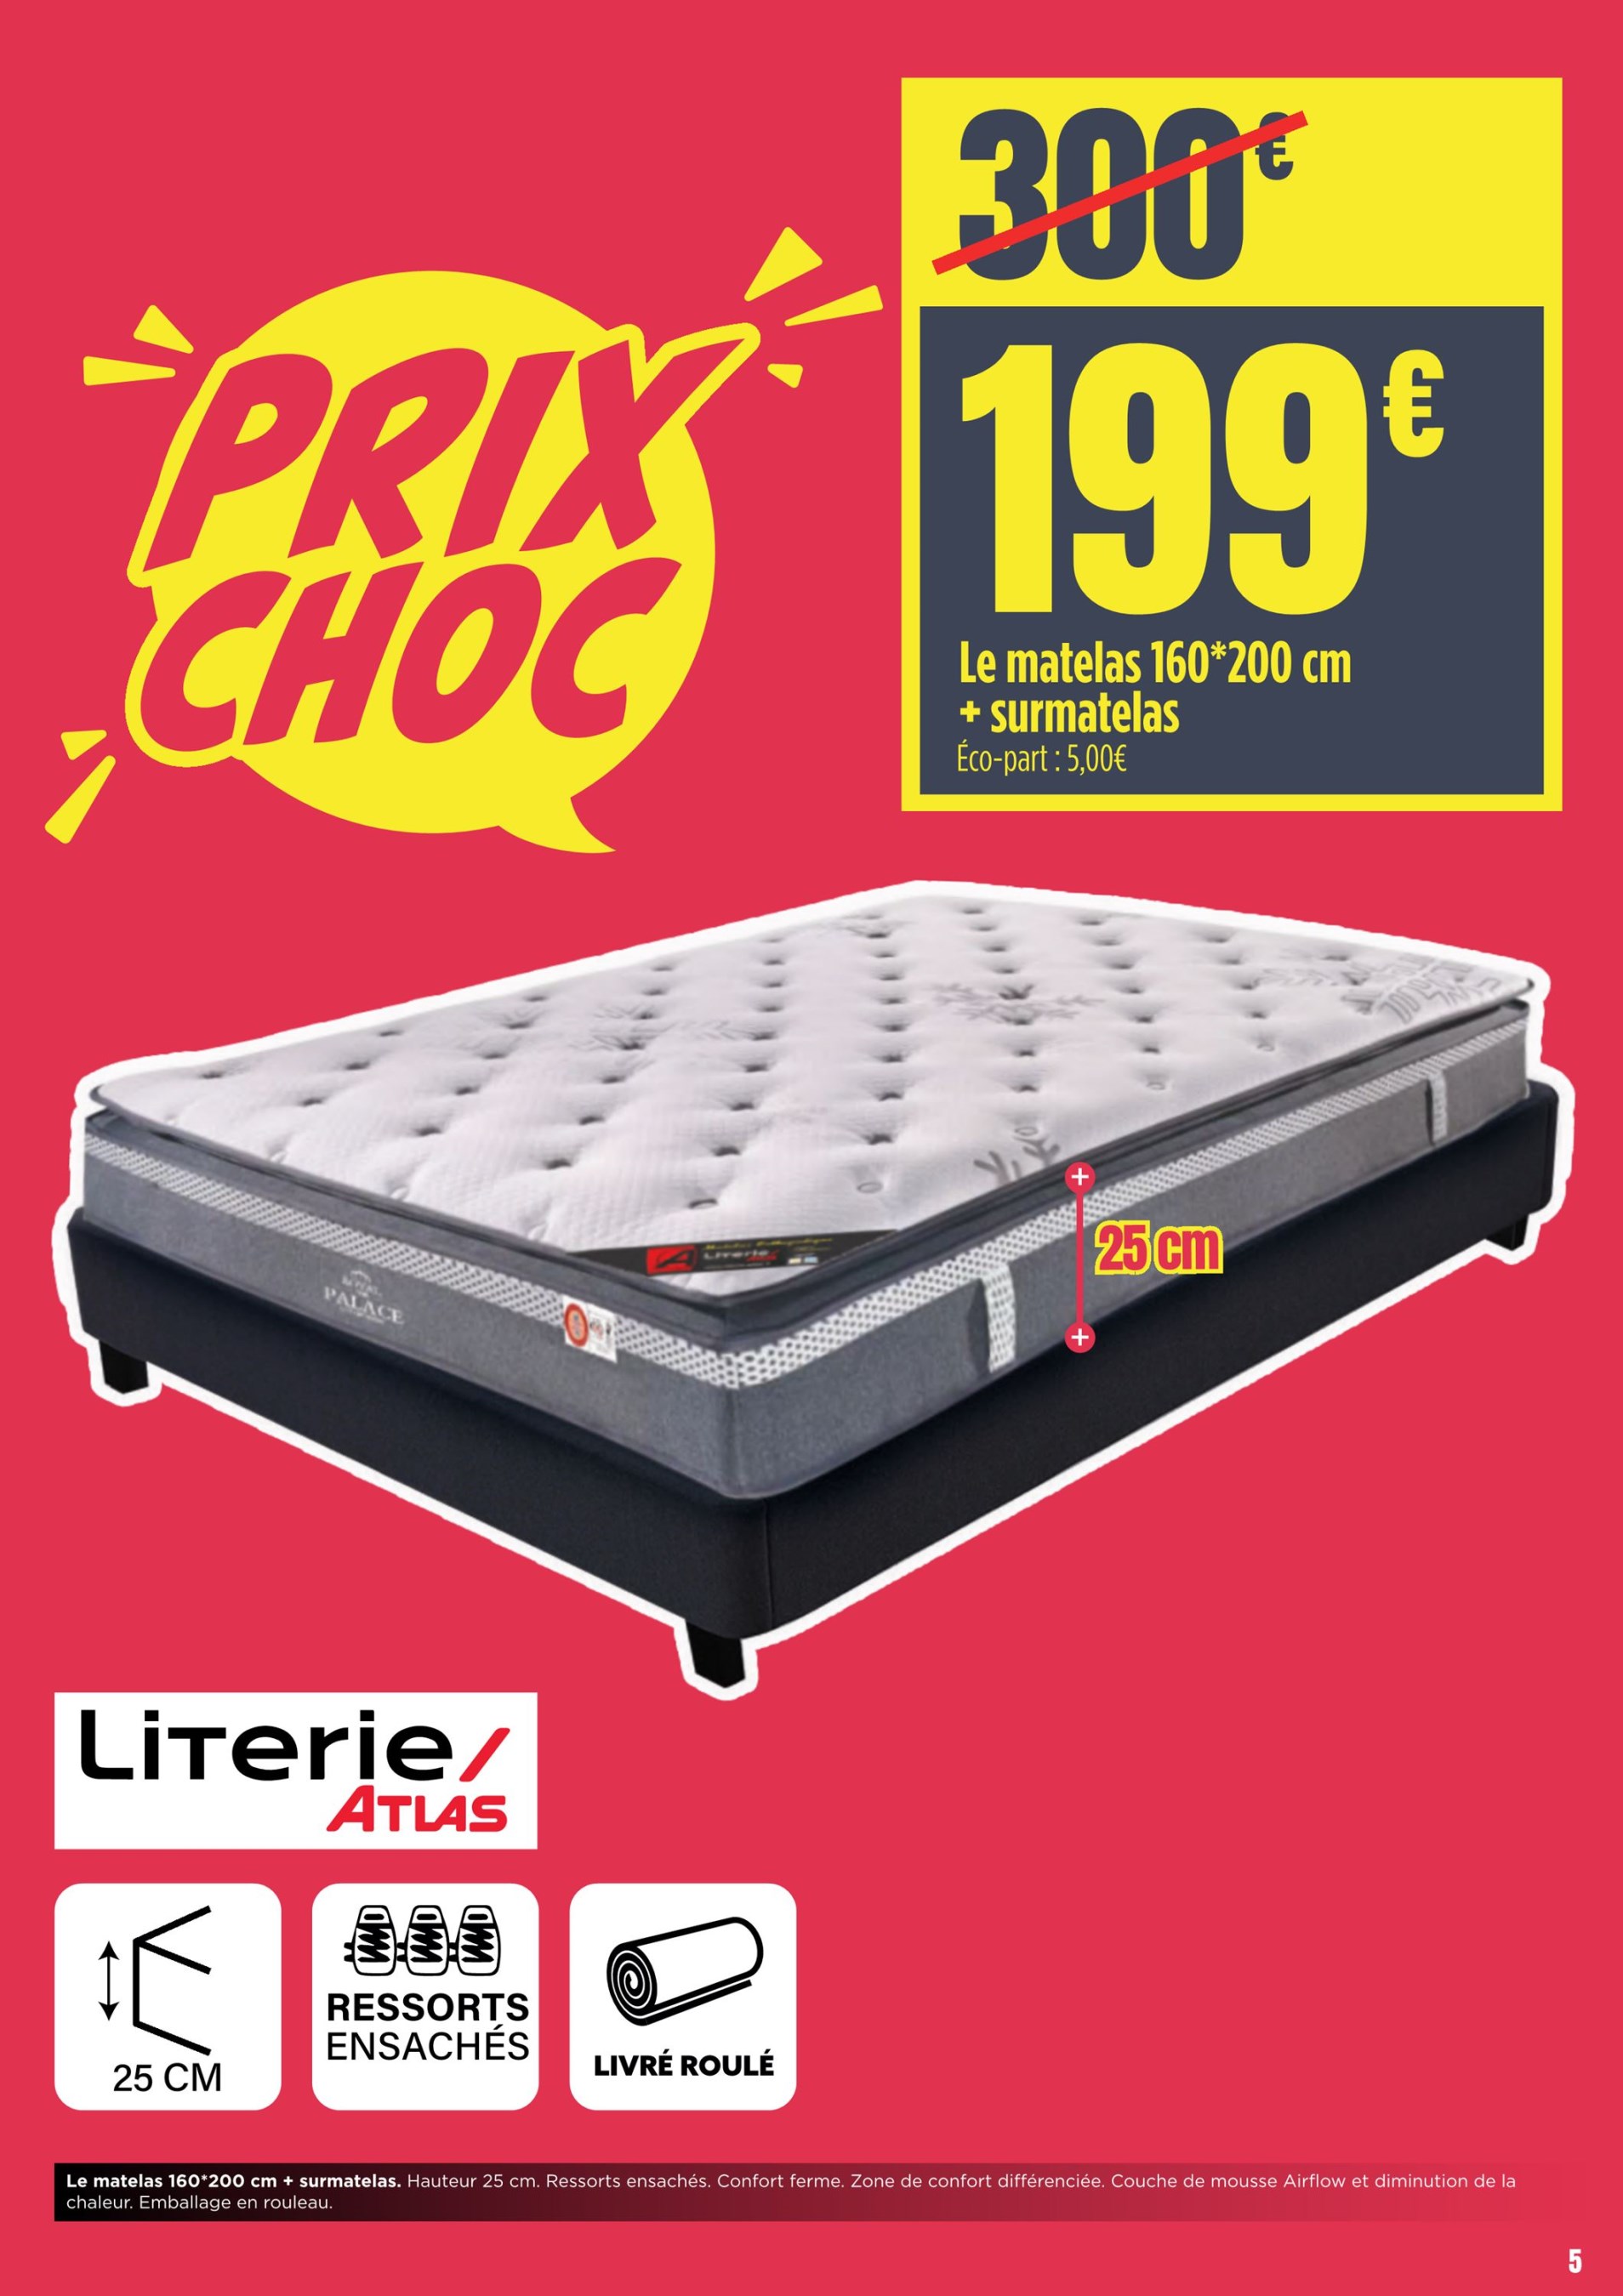 300€
PRIX
CHOC
199€
Le matelas 160*200 cm
+ surmatelas
Éco-part : 5,00€
25 cm
Literie
PALACE
Literie
ATLAS
25 CM
RESSORTS
ENSACHÉS
LIVRÉ ROULÉ
Le matelas 160*200 cm + surmatelas. Hauteur 25 cm. Ressorts ensachés. Confort ferme. Zone de confort différenciée. Couche de mousse Airflow et diminution de la
chaleur. Emballage en rouleau.
5